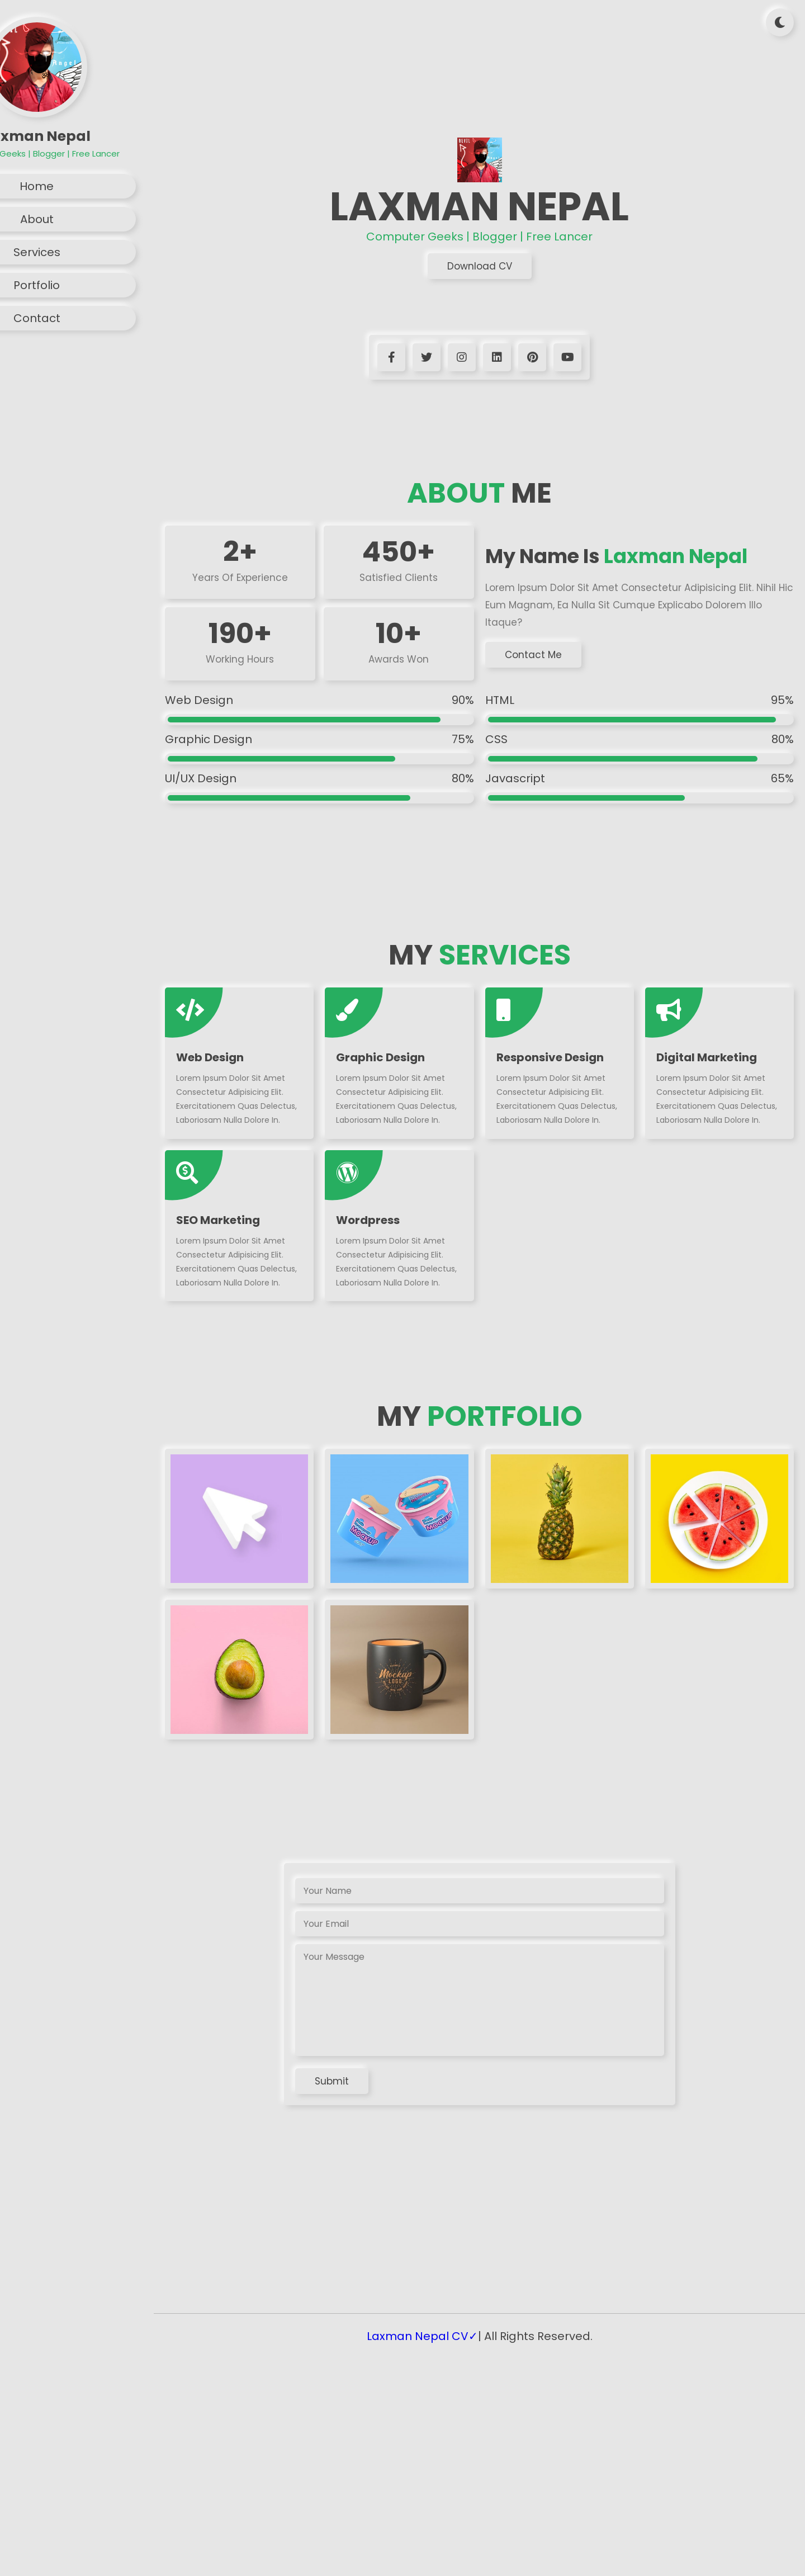 xman Nepal
Geeks | Blogger | Free Lancer
Home
About
Services
Portfolio
Contact
LAXMAN NEPAL
Computer Geeks | Blogger | Free Lancer
Download CV
ABOUT ME
2+
Years Of Experience
450+
Satisfied Clients
190+
Working Hours
10+
Awards Won
My Name Is Laxman Nepal
Lorem Ipsum Dolor Sit Amet Consectetur Adipisicing Elit. Nihil Hic
Eum Magnam, Ea Nulla Sit Cumque Explicabo Dolorem Illo
Itaque?
Contact Me
Web Design 90%
Graphic Design 75%
UI/UX Design 80%
HTML 95%
CSS 80%
Javascript 65%
MY SERVICES
Web Design
Lorem Ipsum Dolor Sit Amet
Consectetur Adipisicing Elit.
Exercitationem Quas Delectus,
Laboriosam Nulla Dolore In.
Graphic Design
Lorem Ipsum Dolor Sit Amet
Consectetur Adipisicing Elit.
Exercitationem Quas Delectus,
Laboriosam Nulla Dolore In.
Responsive Design
Lorem Ipsum Dolor Sit Amet
Consectetur Adipisicing Elit.
Exercitationem Quas Delectus,
Laboriosam Nulla Dolore In.
Digital Marketing
Lorem Ipsum Dolor Sit Amet
Consectetur Adipisicing Elit.
Exercitationem Quas Delectus,
Laboriosam Nulla Dolore In.
SEO Marketing
Lorem Ipsum Dolor Sit Amet
Consectetur Adipisicing Elit.
Exercitationem Quas Delectus,
Laboriosam Nulla Dolore In.
Wordpress
Lorem Ipsum Dolor Sit Amet
Consectetur Adipisicing Elit.
Exercitationem Quas Delectus,
Laboriosam Nulla Dolore In.
MY PORTFOLIO
MOCKUP
MOCKUP
Mockup
LOGO
Your Name
Your Email
Your Message
Submit
Laxman Nepal CV✓| All Rights Reserved.